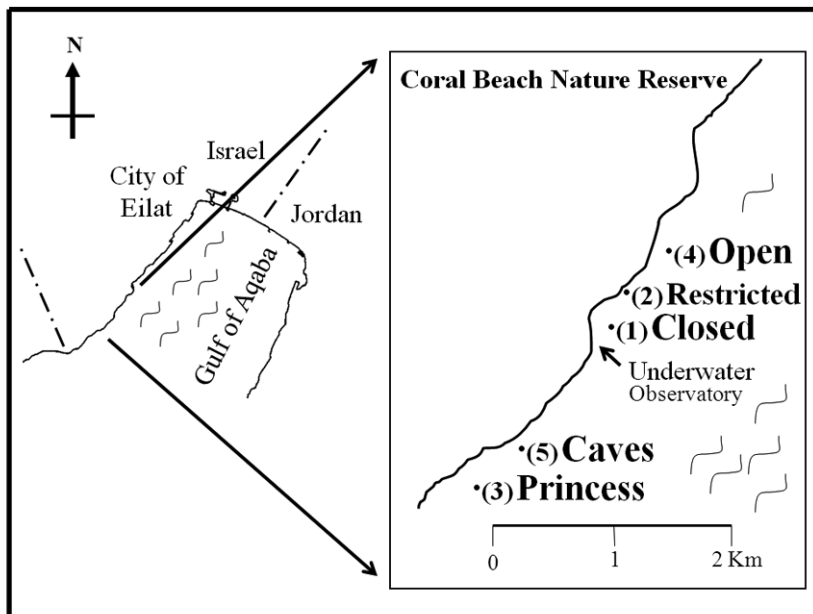 N
Israel
City of
Eilat
Jordan
Gulf of Aqaba
Coral Beach Nature Reserve
(4) Open
(2) Restricted
(1) Closed
Underwater
Observatory
(5) Caves
(3) Princess
0 1 2 Km